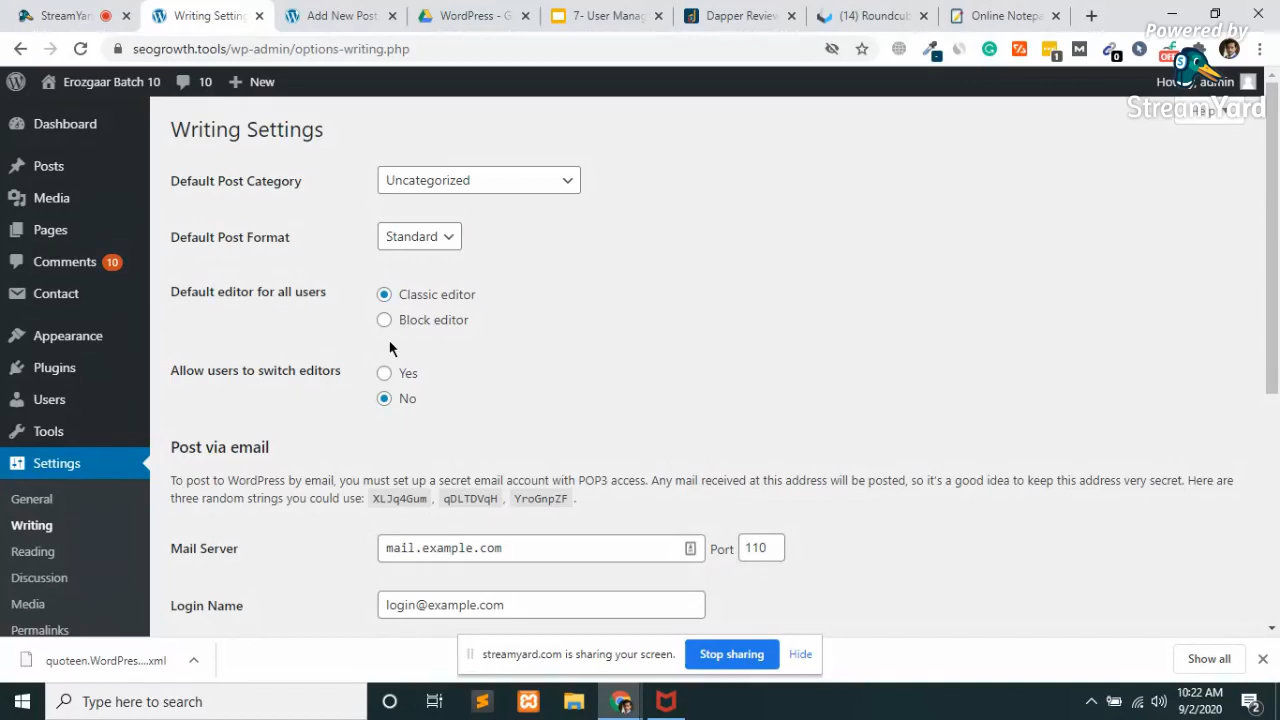 StreamYar
Writing Settin
Add New Post
WordPress - G
7- User Manag
Dapper Review
(14) Roundcub
Online Notepa
seogrowth.tools/wp-admin/options-writing.php
Powered by
StreamYard
Erozgaar Batch 10
10
New
admin
Help
Dashboard
Posts
Media
Pages
Comments 10
Contact
Appearance
Plugins
Users
Tools
Settings
General
Writing
Reading
Discussion
Media
Permalinks
Writing Settings
Default Post Category Uncategorized
Default Post Format Standard
Default editor for all users Classic editor
Block editor
Allow users to switch editors Yes
No
Post via email
To post to WordPress by email, you must set up a secret email account with POP3 access. Any mail received at this address will be posted, so it's a good idea to keep this address very secret. Here are
three random strings you could use: XLJq4Gum , qDLTDVqH , YroGnpZF .
Mail Server mail.example.com Port 110
Login Name login@example.com
streamyard.com is sharing your screen. Stop sharing Hide
quoteen.WordPres....xml
Show all
Type here to search
10:22 AM
9/2/2020
2